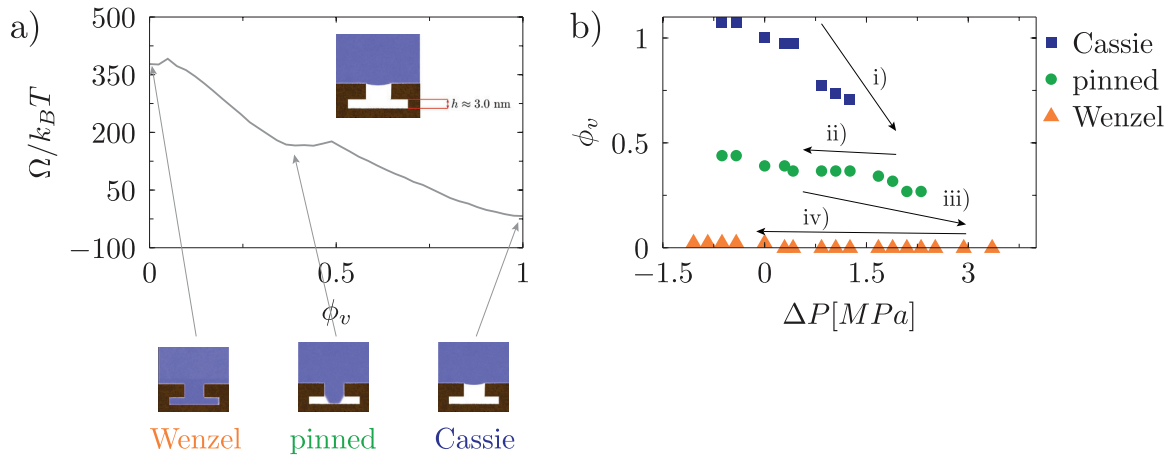 a)
500
350
200
50
−100
Ω/k_BT
0
0.5
1
ϕ_v
h ≈ 3.0 nm
Wenzel
pinned
Cassie
b)
1
0.5
0
ϕ_v
−1.5
0
1.5
3
ΔP[MPa]
i)
ii)
iii)
iv)
Cassie
pinned
Wenzel